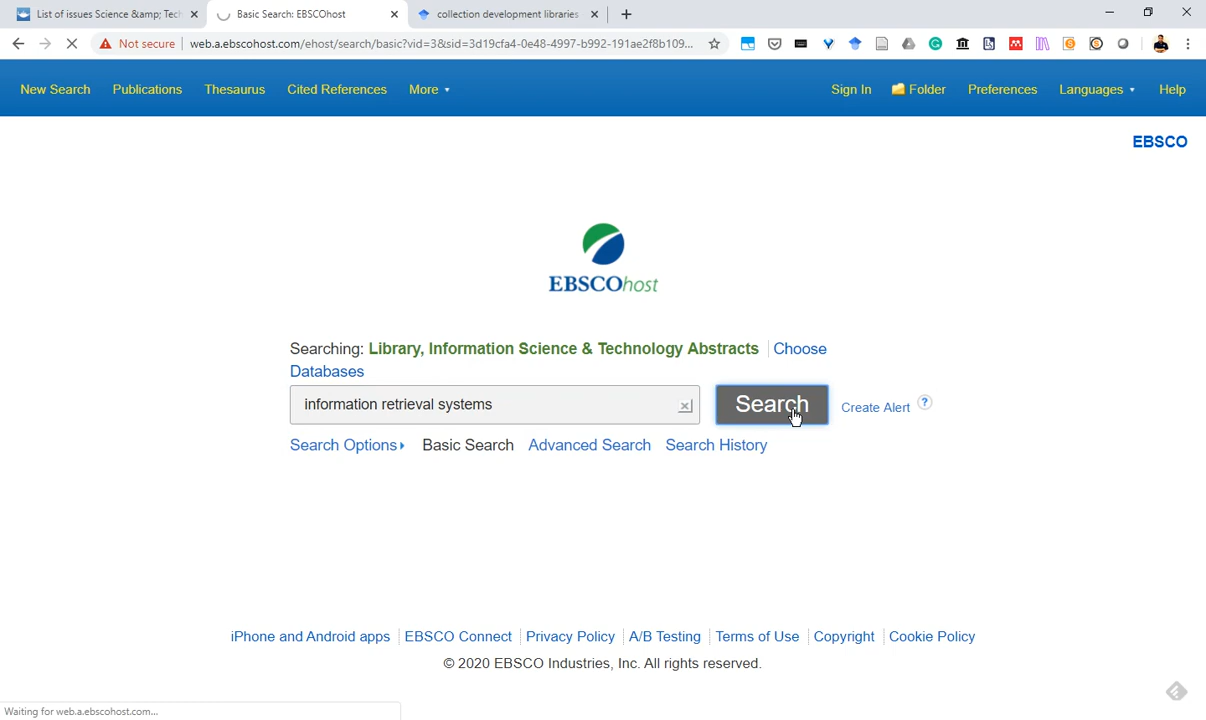 List of issues Science &amp; Tech
Basic Search: EBSCOhost
collection development libraries
Not secure
web.a.ebscohost.com/ehost/search/basic?vid=3&sid=3d19cfa4-0e48-4997-b992-191ae2f8b109...
New Search
Publications
Thesaurus
Cited References
More
Sign In
Folder
Preferences
Languages
Help
EBSCO
EBSCOhost
Searching: Library, Information Science & Technology Abstracts
Choose
Databases
information retrieval systems
Search
Create Alert
?
Search Options
Basic Search
Advanced Search
Search History
iPhone and Android apps
EBSCO Connect
Privacy Policy
A/B Testing
Terms of Use
Copyright
Cookie Policy
© 2020 EBSCO Industries, Inc. All rights reserved.
Waiting for web.a.ebscohost.com...